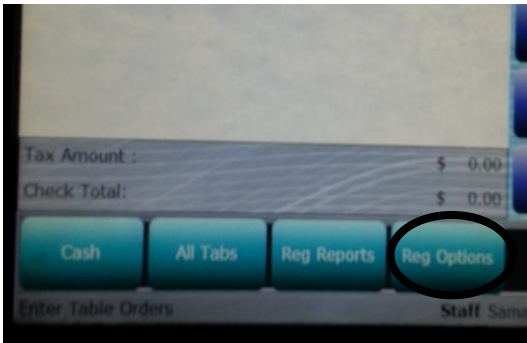 Tax Amount : $ 0.00
Check Total: $ 0.00
Cash All Tabs Reg Reports Reg Options
Enter Table Orders Staff Sama